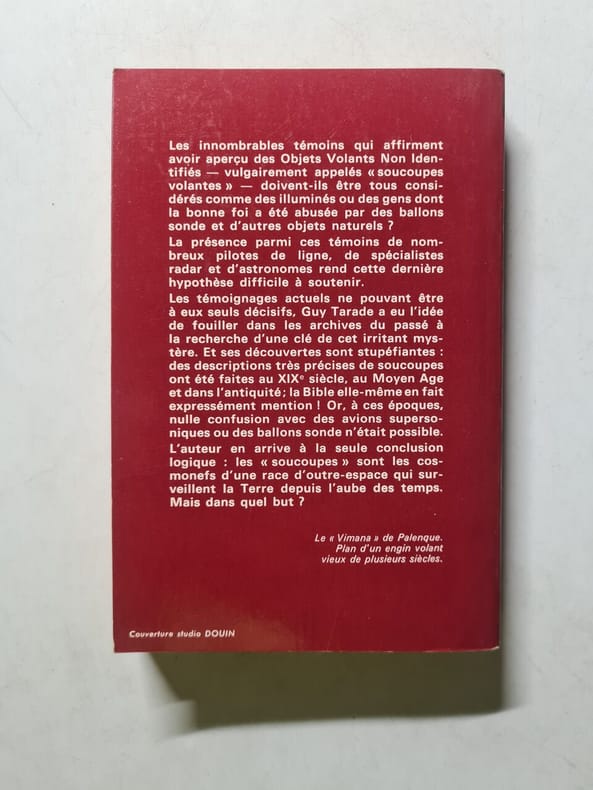 Les innombrables témoins qui affirment
avoir aperçu des Objets Volants Non Iden-
tifiés — vulgairement appelés « soucoupes
volantes » — doivent-ils être tous consi-
dérés comme des illuminés ou des gens dont
la bonne foi a été abusée par des ballons
sonde et d'autres objets naturels ?
La présence parmi ces témoins de nom-
breux pilotes de ligne, de spécialistes
radar et d'astronomes rend cette dernière
hypothèse difficile à soutenir.
Les témoignages actuels ne pouvant être
à eux seuls décisifs, Guy Tarade a eu l'idée
de fouiller dans les archives du passé à
la recherche d'une clé de cet irritant mys-
tère. Et ses découvertes sont stupéfiantes :
des descriptions très précises de soucoupes
ont été faites au XIXe siècle, au Moyen Age
et dans l'antiquité ; la Bible elle-même en fait
expressément mention ! Or, à ces époques,
nulle confusion avec des avions superso-
niques ou des ballons sonde n'était possible.
L'auteur en arrive à la seule conclusion
logique : les « soucoupes » sont les cos-
monefs d'une race d'outre-espace qui sur-
veillent la Terre depuis l'aube des temps.
Mais dans quel but ?
Le « Vimana » de Palenque.
Plan d'un engin volant
vieux de plusieurs siècles.
Couverture studio DOUIN